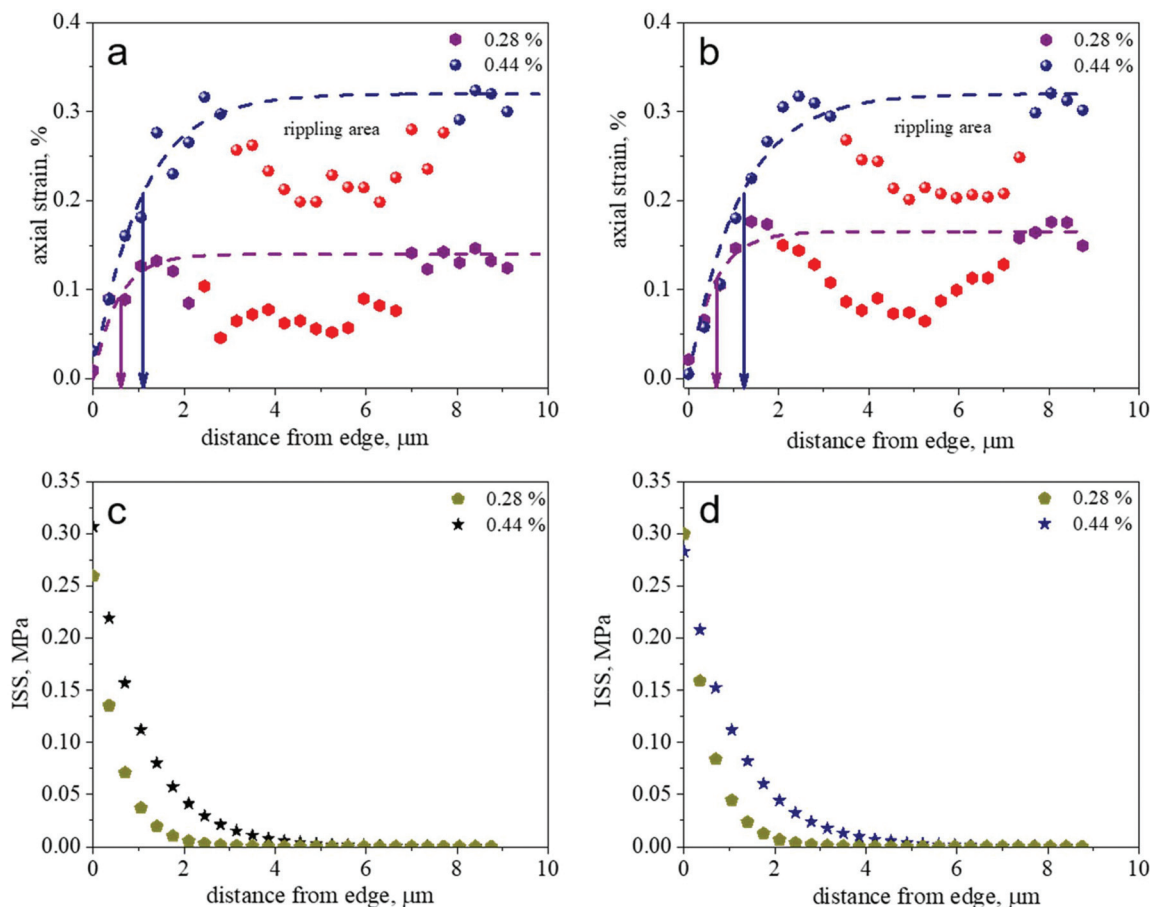 a
0.28 %
0.44 %
rippling area
axial strain, %
0.4
0.3
0.2
0.1
0.0
0 2 4 6 8 10
distance from edge, μm
b
0.28 %
0.44 %
rippling area
axial strain, %
0.4
0.3
0.2
0.1
0.0
0 2 4 6 8 10
distance from edge, μm
c
0.28 %
0.44 %
ISS, MPa
0.35
0.30
0.25
0.20
0.15
0.10
0.05
0.00
0 2 4 6 8 10
distance from edge, μm
d
0.28 %
0.44 %
ISS, MPa
0.35
0.30
0.25
0.20
0.15
0.10
0.05
0.00
0 2 4 6 8 10
distance from edge, μm